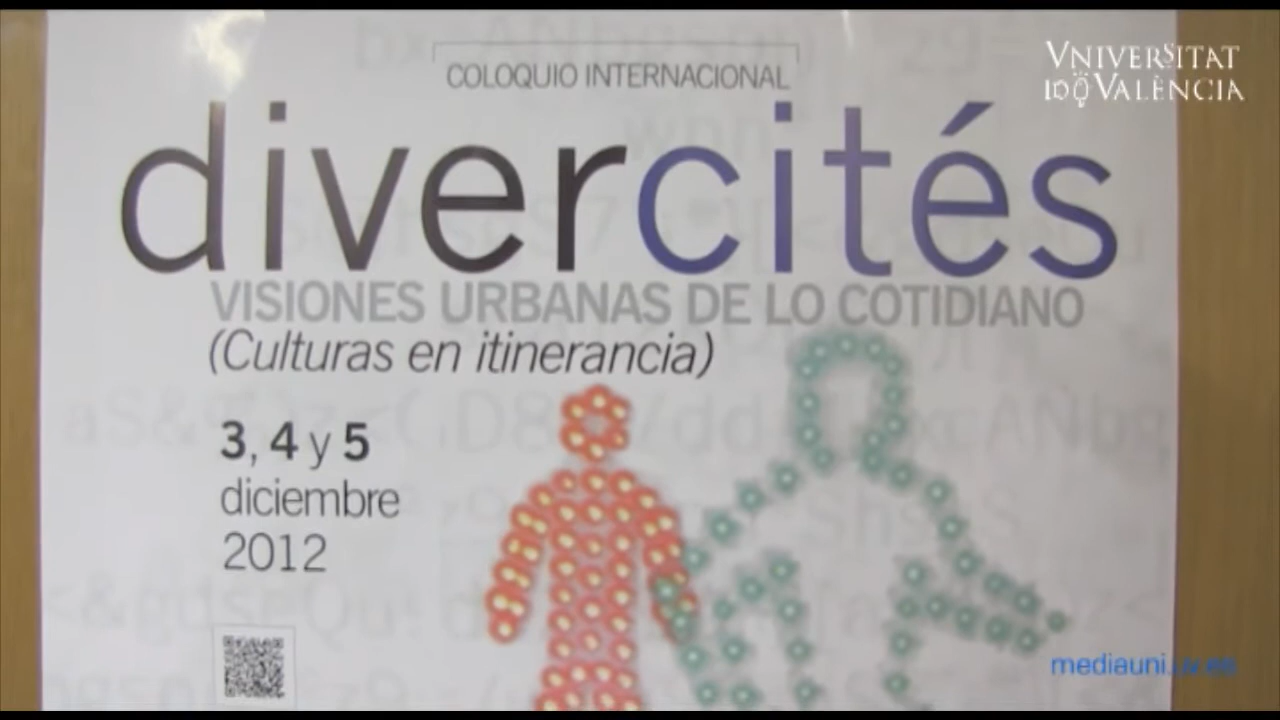 COLOQUIO INTERNACIONAL
divercités
VISIONES URBANAS DE LO COTIDIANO
(Culturas en itinerancia)
3, 4 y 5
diciembre
2012
VNIVERSITAT
VALÈNCIA
mediauni.uv.es